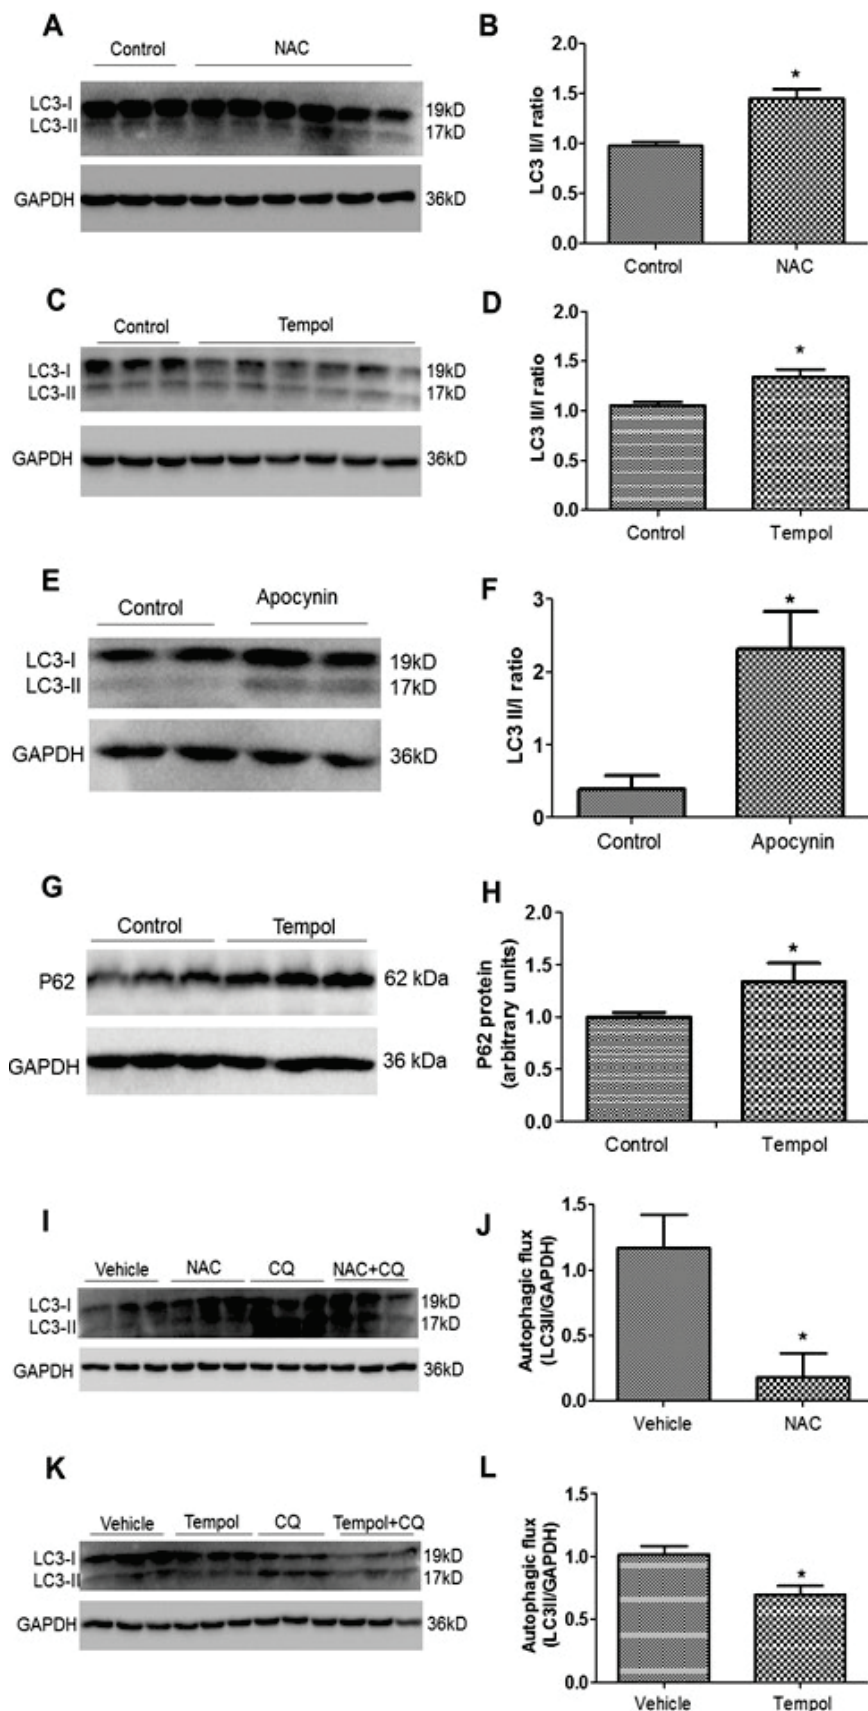 A
Control NAC
LC3-I
LC3-II
19kD
17kD
GAPDH
36kD
B
LC3 II/I ratio
2.0
1.5
1.0
0.5
0.0
*
Control NAC
C
Control Tempol
LC3-I
LC3-II
19kD
17kD
GAPDH
36kD
D
LC3 II/I ratio
2.0
1.5
1.0
0.5
0.0
*
Control Tempol
E
Control Apocynin
LC3-I
LC3-II
19kD
17kD
GAPDH
36kD
F
LC3 II/I ratio
3
2
1
0
*
Control Apocynin
G
Control Tempol
P62
62 kDa
GAPDH
36 kDa
H
P62 protein
(arbitrary units)
2.0
1.5
1.0
0.5
0.0
*
Control Tempol
I
Vehicle NAC CQ NAC+CQ
LC3-I
LC3-II
19kD
17kD
GAPDH
36kD
J
Autophagic flux
(LC3II/GAPDH)
1.5
1.0
0.5
0.0
*
Vehicle NAC
K
Vehicle Tempol CQ Tempol+CQ
LC3-I
LC3-II
19kD
17kD
GAPDH
36kD
L
Autophagic flux
(LC3II/GAPDH)
1.5
1.0
0.5
0.0
*
Vehicle Tempol